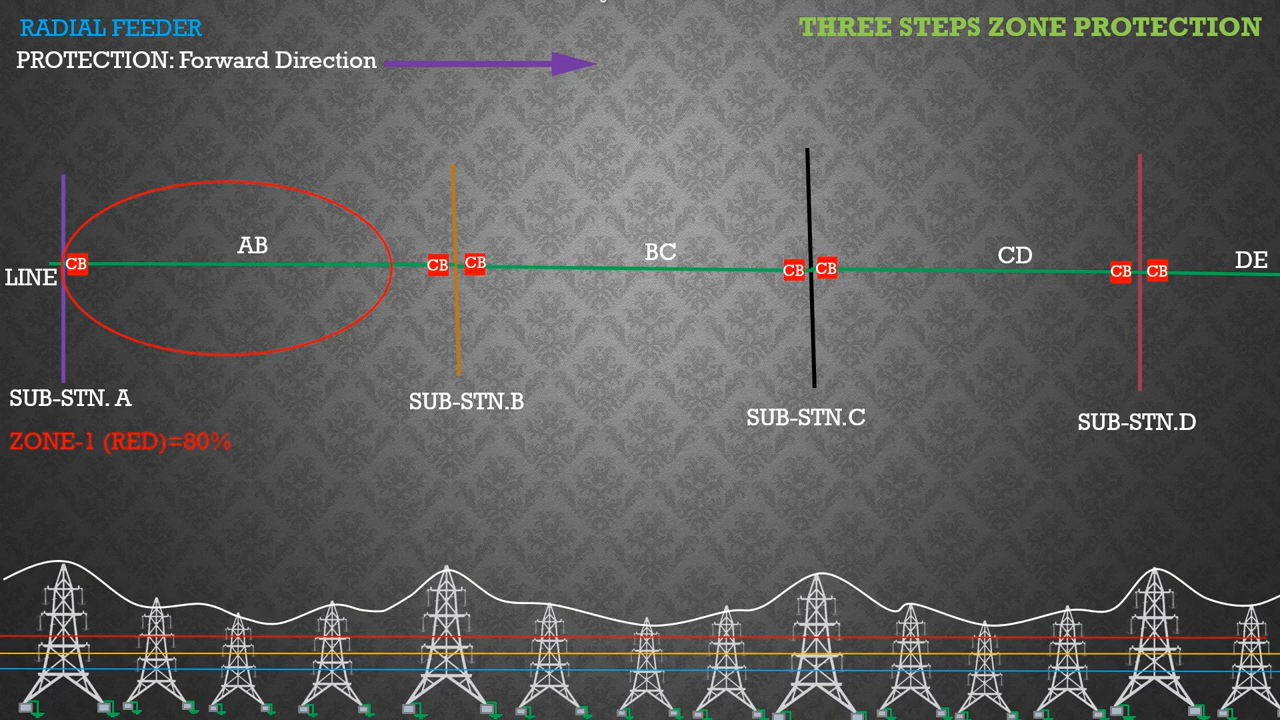 RADIAL FEEDER
THREE STEPS ZONE PROTECTION
PROTECTION: Forward Direction
AB
BC
CD
DE
LINE
CB
CB
CB
CB
CB
CB
CB
SUB-STN. A
SUB-STN.B
SUB-STN.C
SUB-STN.D
ZONE-1 (RED)=80%